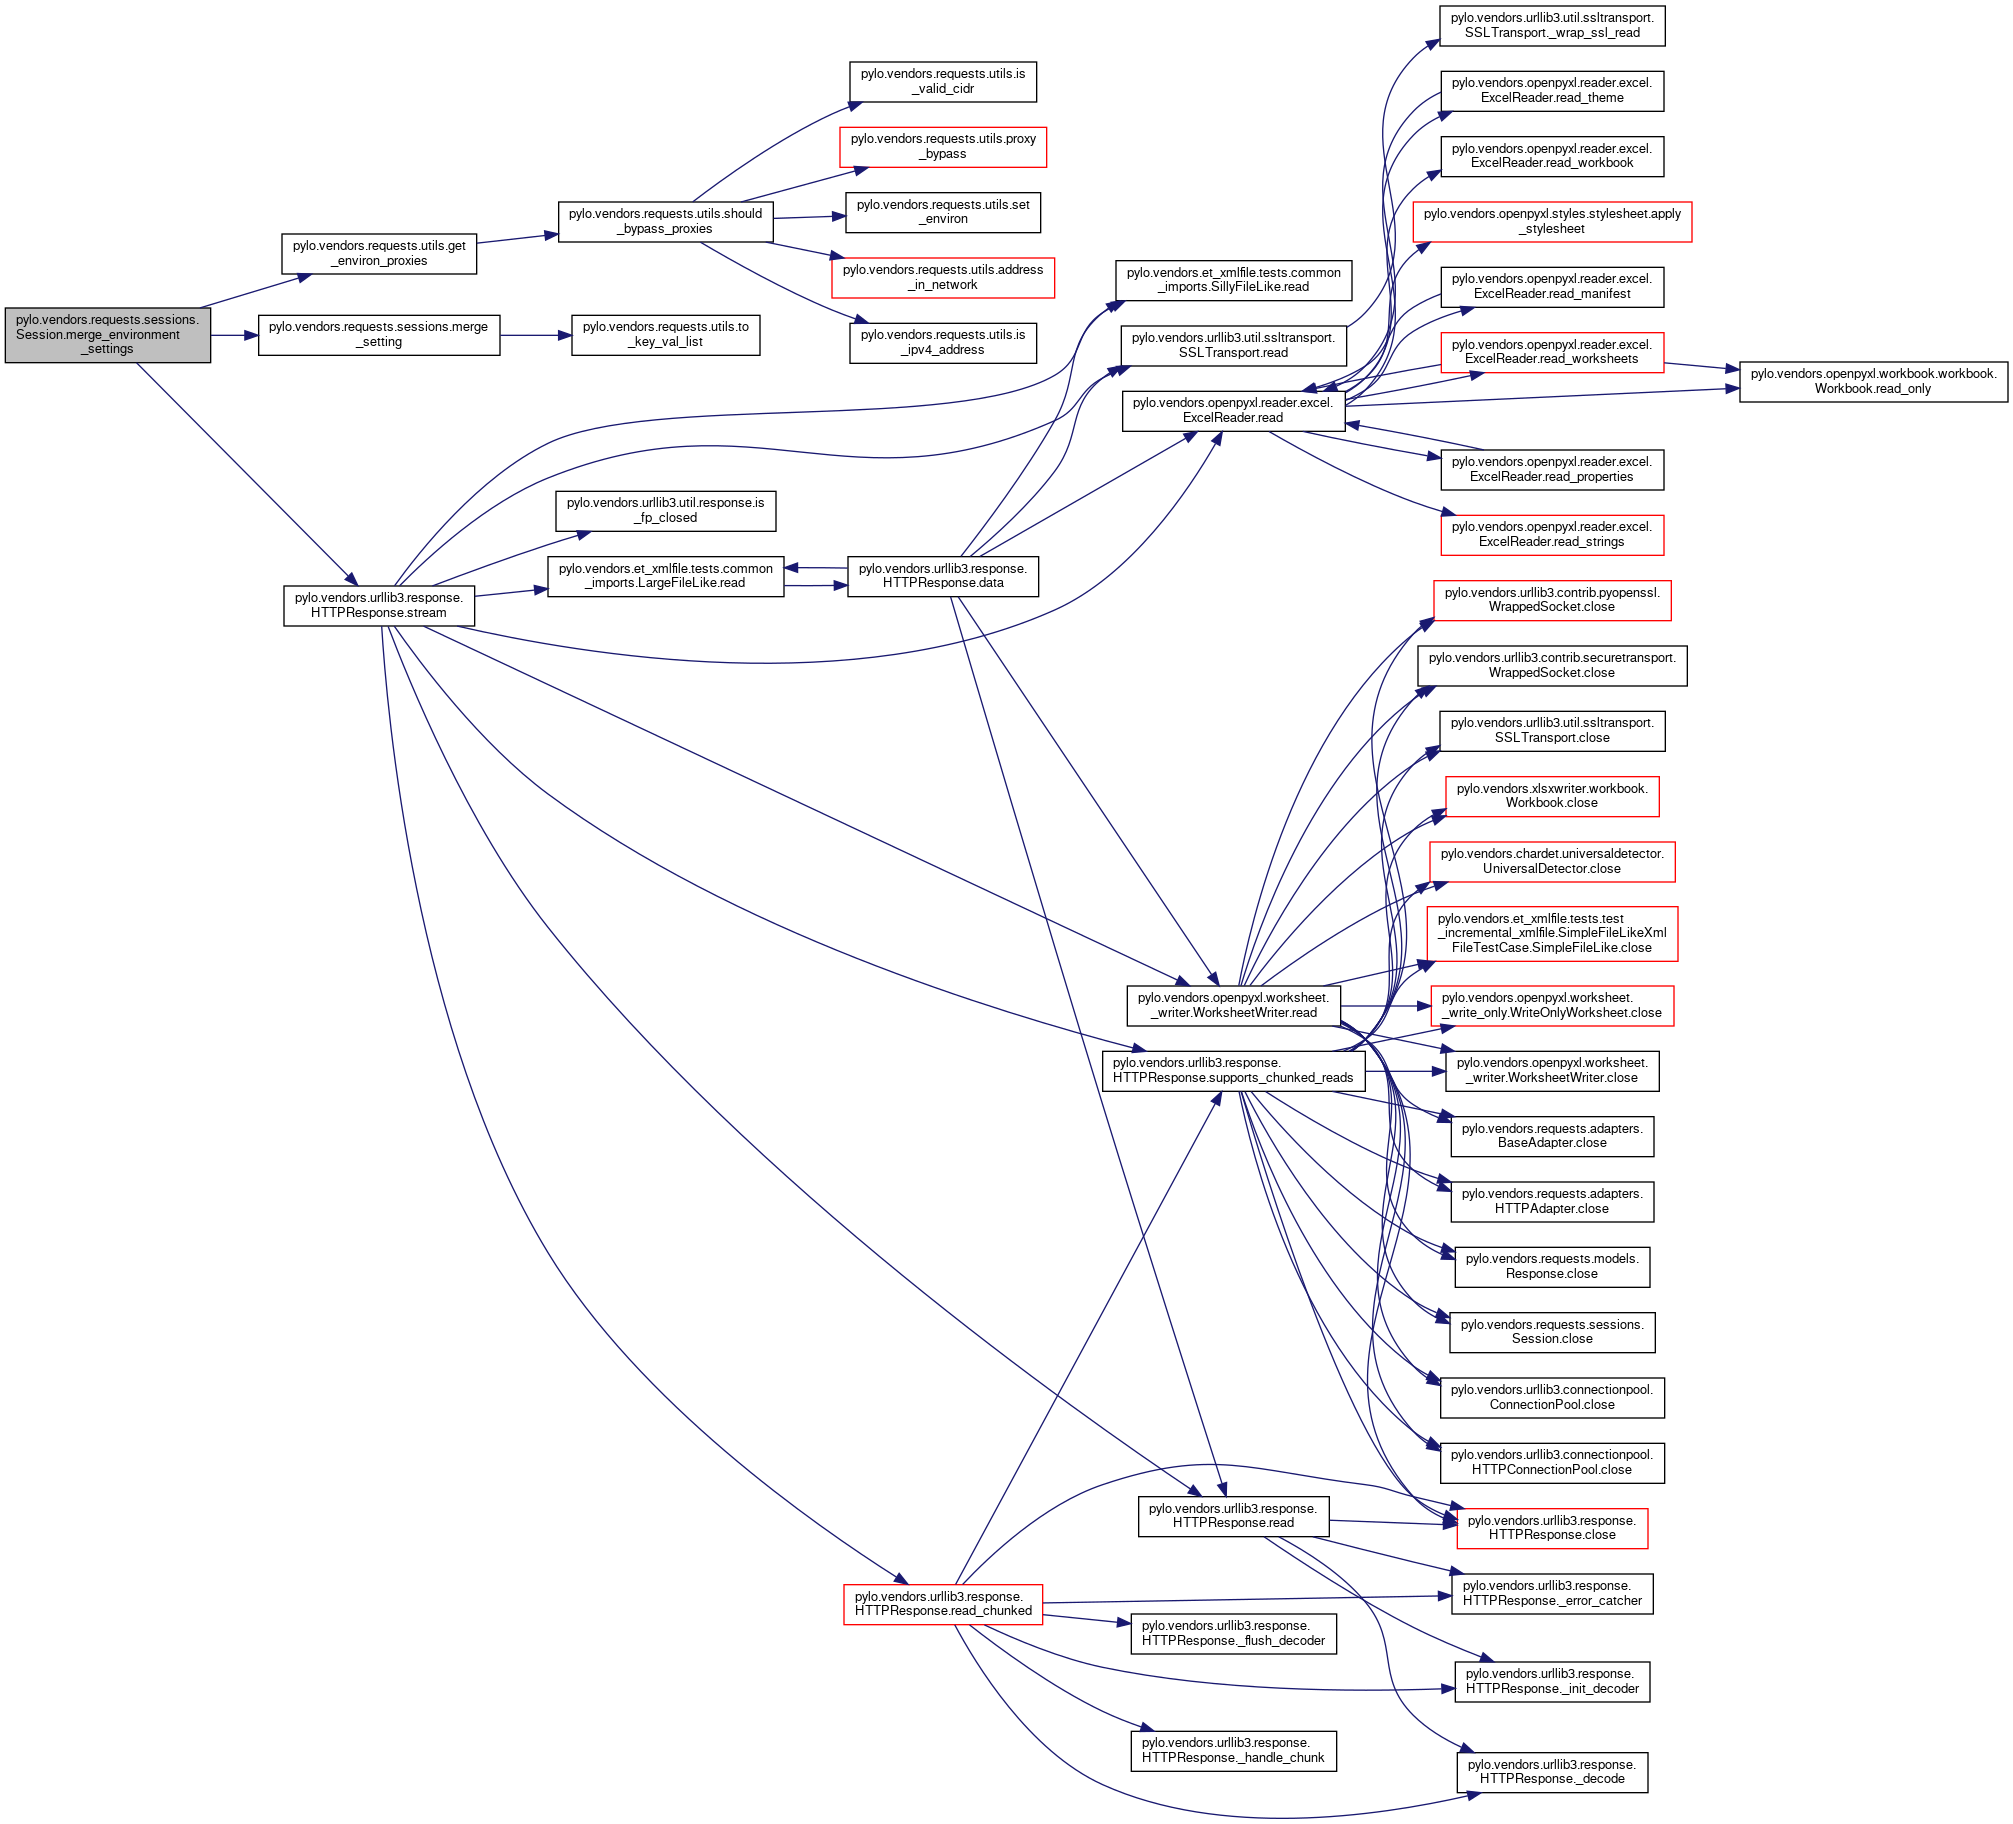 pylo.vendors.requests.sessions.
Session.merge_environment
_settings
pylo.vendors.requests.utils.get
_environ_proxies
pylo.vendors.requests.sessions.merge
_setting
pylo.vendors.urllib3.response.
HTTPResponse.stream
pylo.vendors.requests.utils.should
_bypass_proxies
pylo.vendors.requests.utils.to
_key_val_list
pylo.vendors.urllib3.util.response.is
_fp_closed
pylo.vendors.et_xmlfile.tests.common
_imports.LargeFileLike.read
pylo.vendors.requests.utils.is
_valid_cidr
pylo.vendors.requests.utils.proxy
_bypass
pylo.vendors.requests.utils.set
_environ
pylo.vendors.requests.utils.address
_in_network
pylo.vendors.requests.utils.is
_ipv4_address
pylo.vendors.urllib3.response.
HTTPResponse.data
pylo.vendors.urllib3.response.
HTTPResponse.read_chunked
pylo.vendors.et_xmlfile.tests.common
_imports.SillyFileLike.read
pylo.vendors.urllib3.util.ssltransport.
SSLTransport.read
pylo.vendors.openpyxl.reader.excel.
ExcelReader.read
pylo.vendors.openpyxl.worksheet.
_writer.WorksheetWriter.read
pylo.vendors.urllib3.response.
HTTPResponse.supports_chunked_reads
pylo.vendors.urllib3.response.
HTTPResponse.read
pylo.vendors.urllib3.response.
HTTPResponse._flush_decoder
pylo.vendors.urllib3.response.
HTTPResponse._handle_chunk
pylo.vendors.urllib3.util.ssltransport.
SSLTransport._wrap_ssl_read
pylo.vendors.openpyxl.reader.excel.
ExcelReader.read_theme
pylo.vendors.openpyxl.reader.excel.
ExcelReader.read_workbook
pylo.vendors.openpyxl.styles.stylesheet.apply
_stylesheet
pylo.vendors.openpyxl.reader.excel.
ExcelReader.read_manifest
pylo.vendors.openpyxl.reader.excel.
ExcelReader.read_worksheets
pylo.vendors.openpyxl.workbook.workbook.
Workbook.read_only
pylo.vendors.openpyxl.reader.excel.
ExcelReader.read_properties
pylo.vendors.openpyxl.reader.excel.
ExcelReader.read_strings
pylo.vendors.urllib3.contrib.pyopenssl.
WrappedSocket.close
pylo.vendors.urllib3.contrib.securetransport.
WrappedSocket.close
pylo.vendors.urllib3.util.ssltransport.
SSLTransport.close
pylo.vendors.xlsxwriter.workbook.
Workbook.close
pylo.vendors.chardet.universaldetector.
UniversalDetector.close
pylo.vendors.et_xmlfile.tests.test
_incremental_xmlfile.SimpleFileLikeXml
FileTestCase.SimpleFileLike.close
pylo.vendors.openpyxl.worksheet.
_write_only.WriteOnlyWorksheet.close
pylo.vendors.openpyxl.worksheet.
_writer.WorksheetWriter.close
pylo.vendors.requests.adapters.
BaseAdapter.close
pylo.vendors.requests.adapters.
HTTPAdapter.close
pylo.vendors.requests.models.
Response.close
pylo.vendors.requests.sessions.
Session.close
pylo.vendors.urllib3.connectionpool.
ConnectionPool.close
pylo.vendors.urllib3.connectionpool.
HTTPConnectionPool.close
pylo.vendors.urllib3.response.
HTTPResponse.close
pylo.vendors.urllib3.response.
HTTPResponse._error_catcher
pylo.vendors.urllib3.response.
HTTPResponse._init_decoder
pylo.vendors.urllib3.response.
HTTPResponse._decode